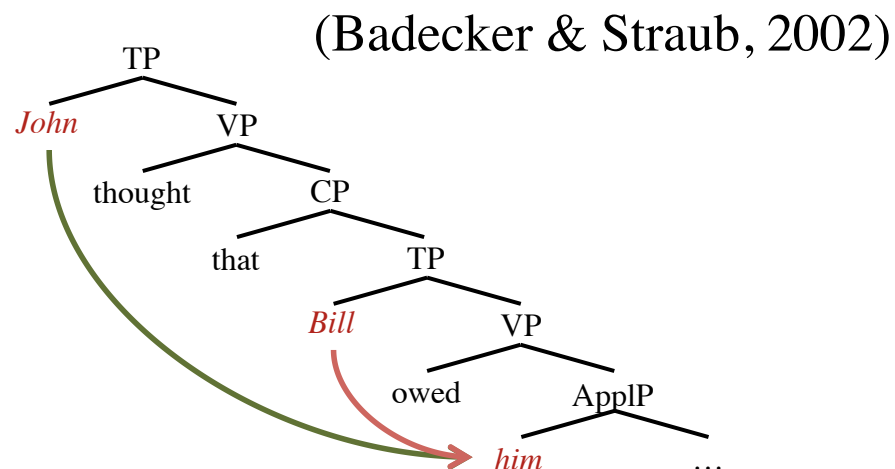 (Badecker & Straub, 2002)
TP
John
VP
thought
CP
that
TP
Bill
VP
owed
ApplP
him
...